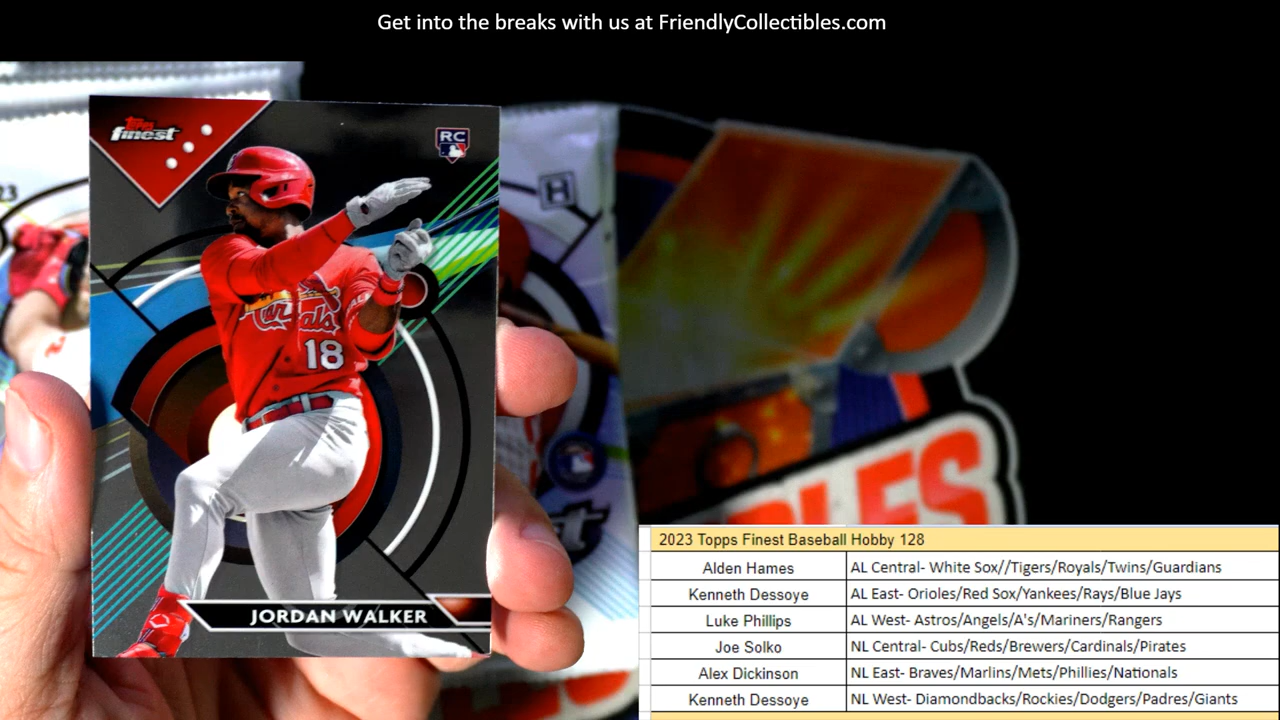 Get into the breaks with us at FriendlyCollectibles.com
Topps
finest
RC
H
23
Cardinals
18
JORDAN WALKER
LES
2023 Topps Finest Baseball Hobby 128
Alden Hames AL Central- White Sox//Tigers/Royals/Twins/Guardians
Kenneth Dessoye AL East- Orioles/Red Sox/Yankees/Rays/Blue Jays
Luke Phillips AL West- Astros/Angels/A's/Mariners/Rangers
Joe Solko NL Central- Cubs/Reds/Brewers/Cardinals/Pirates
Alex Dickinson NL East- Braves/Marlins/Mets/Phillies/Nationals
Kenneth Dessoye NL West- Diamondbacks/Rockies/Dodgers/Padres/Giants